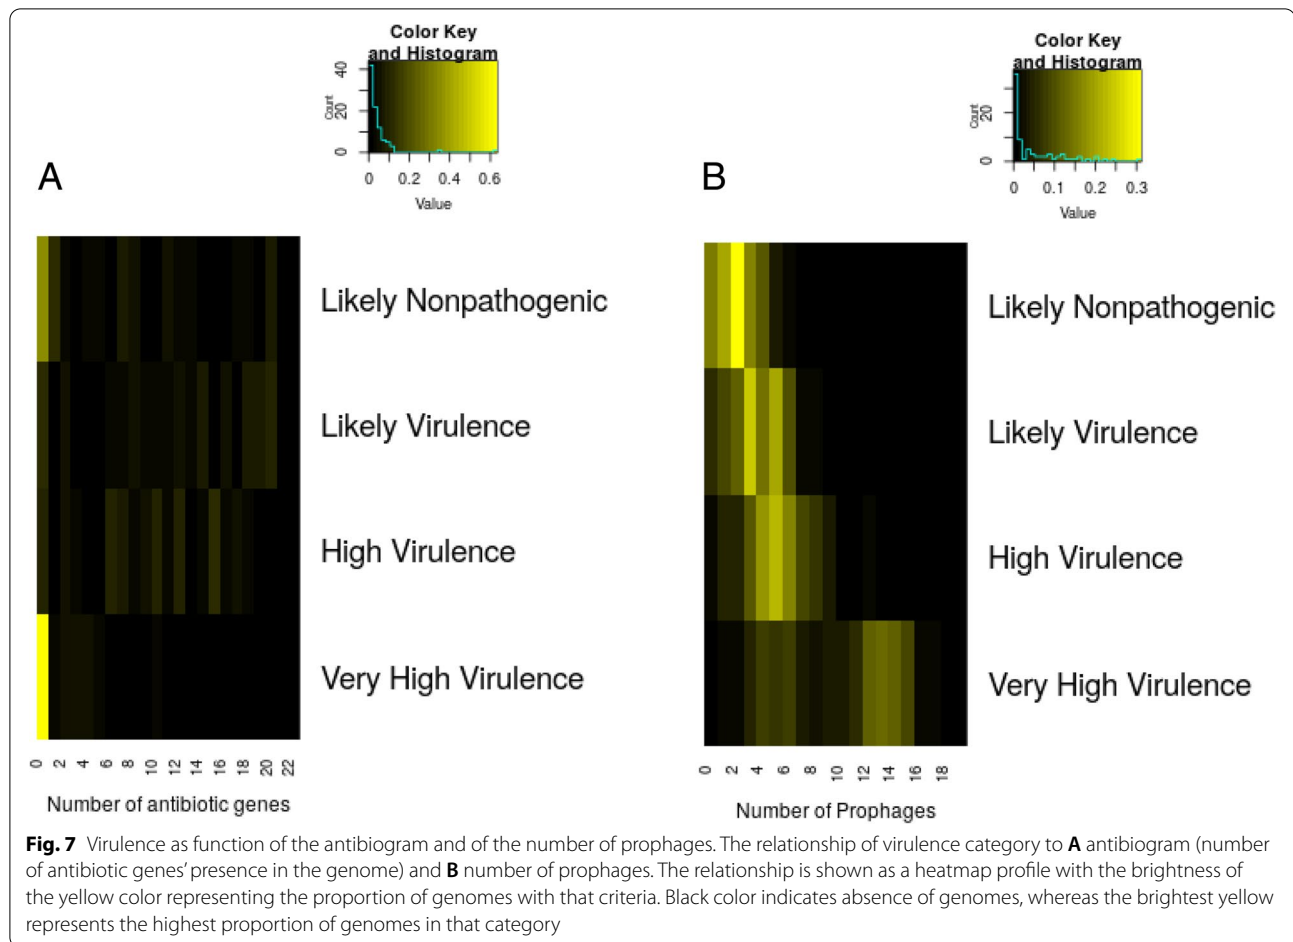 Color Key
and Histogram
Count
0 20 40
0 0.2 0.4 0.6
Value
Color Key
and Histogram
Count
0 20
0 0.1 0.2 0.3
Value
A
Likely Nonpathogenic
Likely Virulence
High Virulence
Very High Virulence
0 2 4 6 8 10 12 14 16 18 20 22
Number of antibiotic genes
B
Likely Nonpathogenic
Likely Virulence
High Virulence
Very High Virulence
0 2 4 6 8 10 12 14 16 18
Number of Prophages
Fig. 7 Virulence as function of the antibiogram and of the number of prophages. The relationship of virulence category to A antibiogram (number
of antibiotic genes' presence in the genome) and B number of prophages. The relationship is shown as a heatmap profile with the brightness of
the yellow color representing the proportion of genomes with that criteria. Black color indicates absence of genomes, whereas the brightest yellow
represents the highest proportion of genomes in that category